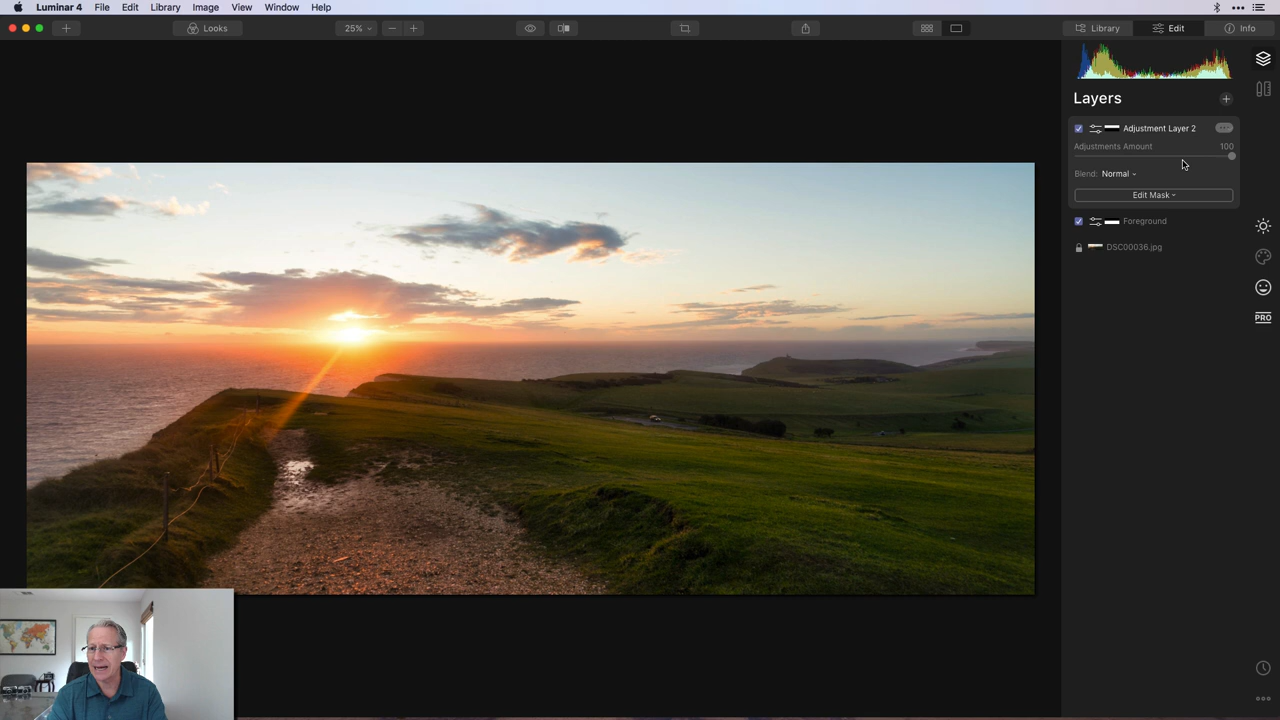 Luminar 4 File Edit Library Image View Window Help
Looks 25% Library Edit Info
Layers
Adjustment Layer 2
Adjustments Amount 100
Blend: Normal
Edit Mask
Foreground
DSC00036.jpg
PRO